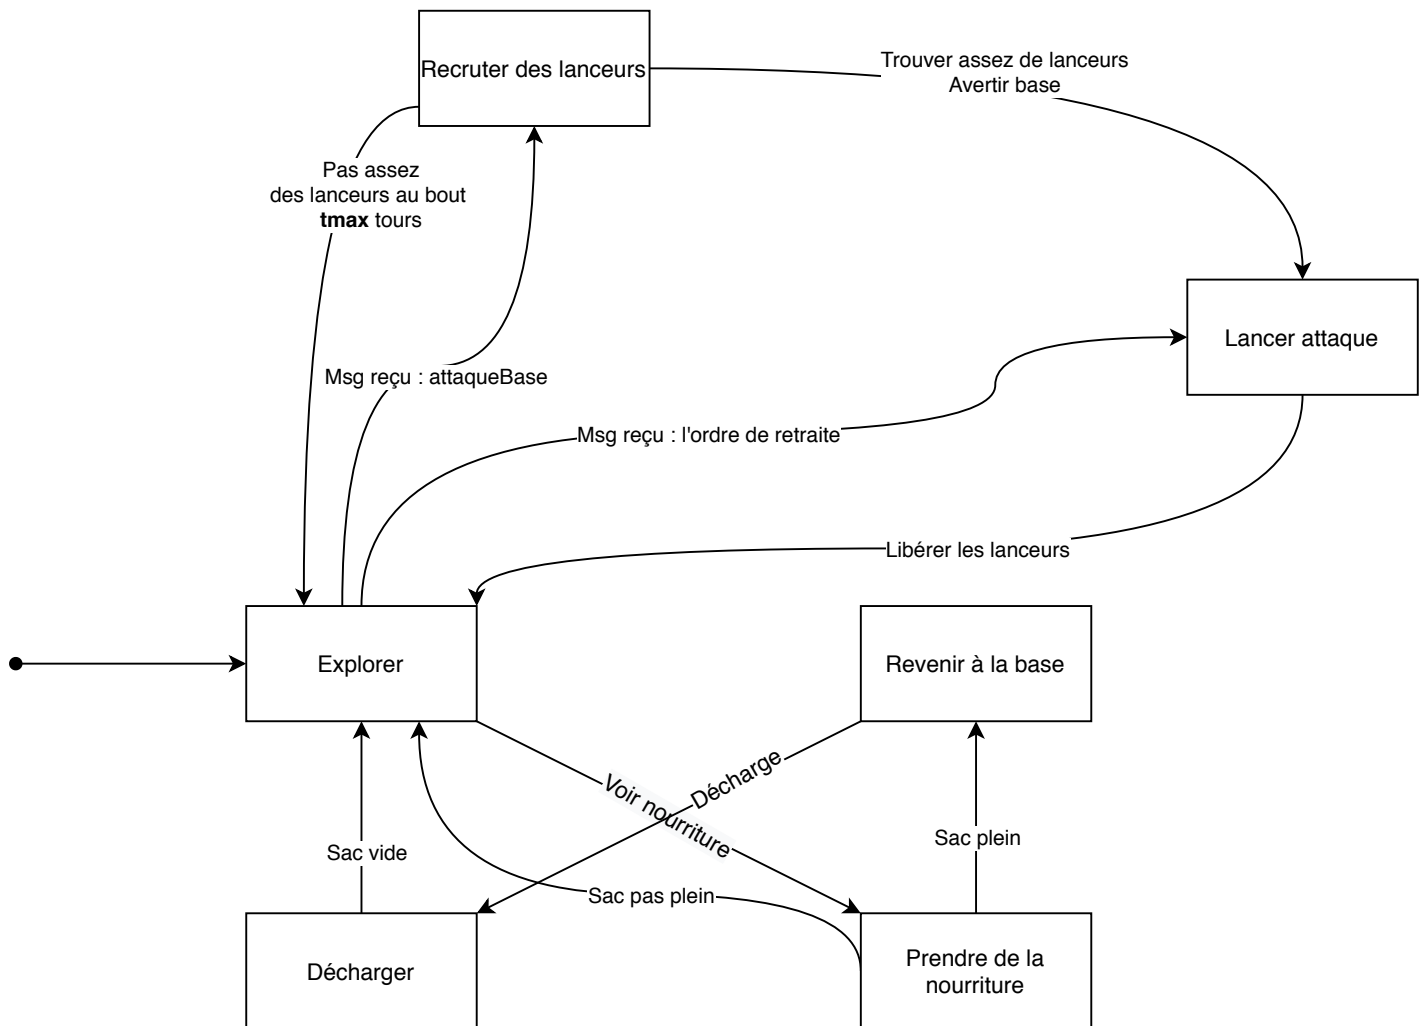 Recruter des lanceurs
Trouver assez de lanceurs
Avertir base
Pas assez
des lanceurs au bout
tmax tours
Lancer attaque
Msg reçu : attaqueBase
Msg reçu : l'ordre de retraite
Libérer les lanceurs
Explorer
Revenir à la base
Voir nourriture
Décharge
Sac vide
Sac plein
Sac pas plein
Décharger
Prendre de la
nourriture